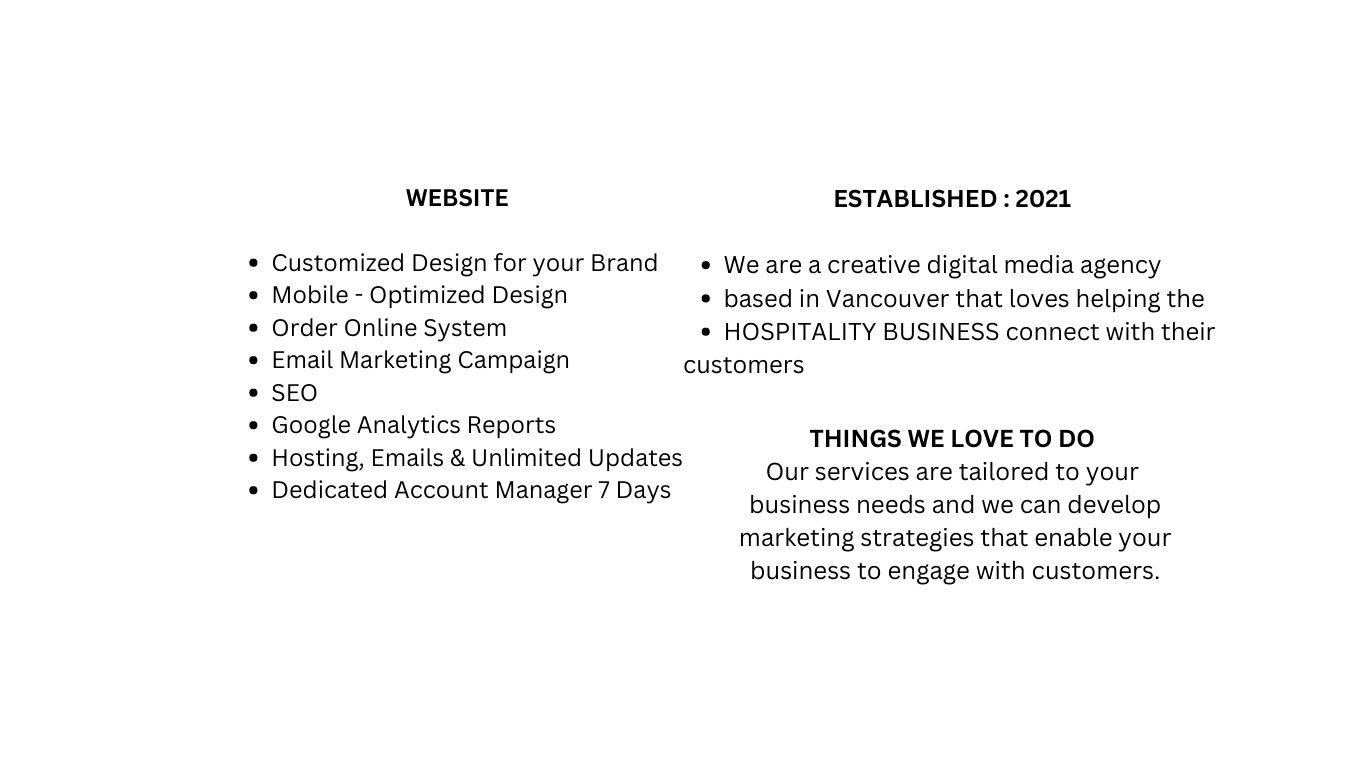 WEBSITE
• Customized Design for your Brand
• Mobile - Optimized Design
• Order Online System
• Email Marketing Campaign
• SEO
• Google Analytics Reports
• Hosting, Emails & Unlimited Updates
• Dedicated Account Manager 7 Days
ESTABLISHED : 2021
• We are a creative digital media agency
• based in Vancouver that loves helping the
• HOSPITALITY BUSINESS connect with their
customers
THINGS WE LOVE TO DO
Our services are tailored to your
business needs and we can develop
marketing strategies that enable your
business to engage with customers.